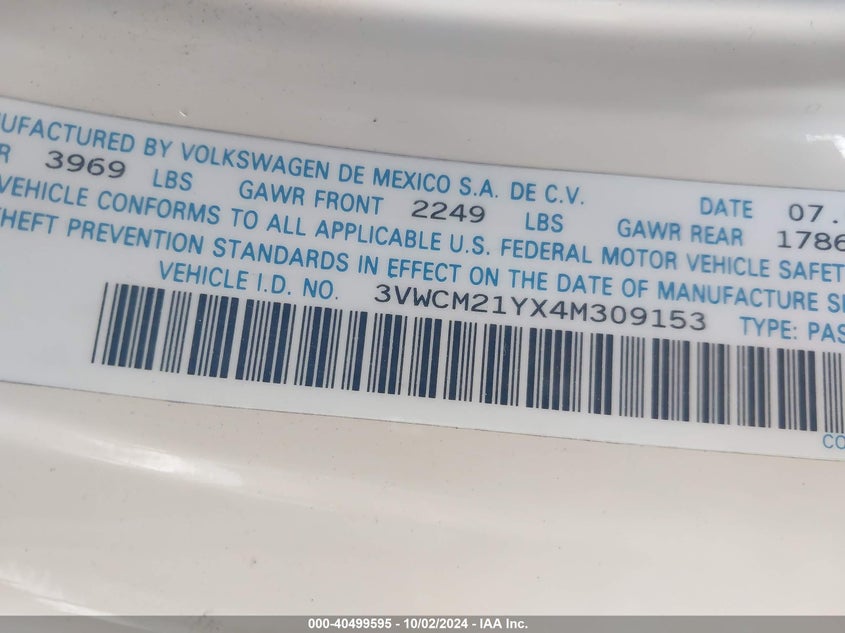 UFACTURED BY VOLKSWAGEN DE MEXICO S.A. DE C.V. DATE 07.
R 3969 LBS GAWR FRONT 2249 LBS GAWR REAR 1786
VEHICLE CONFORMS TO ALL APPLICABLE U.S. FEDERAL MOTOR VEHICLE SAFET
HEFT PREVENTION STANDARDS IN EFFECT ON THE DATE OF MANUFACTURE S
VEHICLE I.D. NO. 3VWCM21YX4M309153 TYPE: PAS
CO
000-40499595 - 10/02/2024 - IAA Inc.